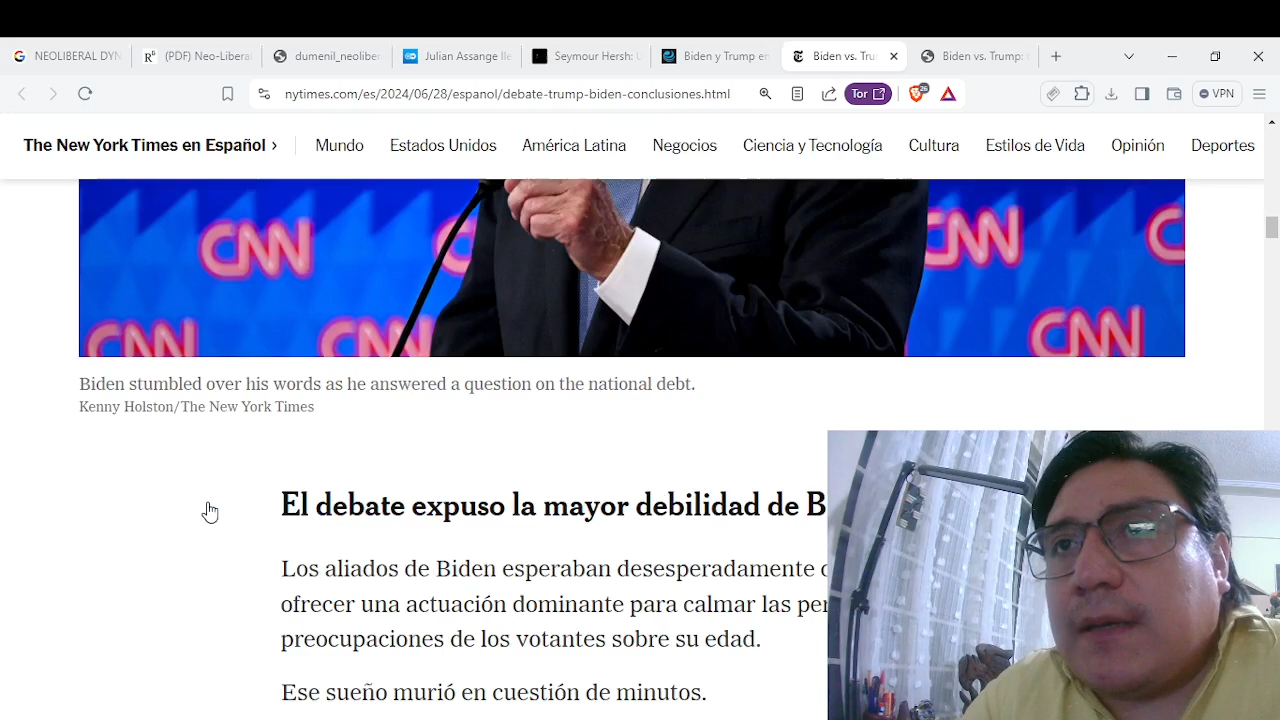 NEOLIBERAL DYN
(PDF) Neo-Liberal
dumenil_neoliber
Julian Assange lle
Seymour Hersh: U
Biden y Trump en
Biden vs. Tru
Biden vs. Trump:
nytimes.com/es/2024/06/28/espanol/debate-trump-biden-conclusiones.html
Tor
26
VPN
The New York Times en Español ›
Mundo
Estados Unidos
América Latina
Negocios
Ciencia y Tecnología
Cultura
Estilos de Vida
Opinión
Deportes
CNN
CNN
CNN
CNN
CNN
Biden stumbled over his words as he answered a question on the national debt.
Kenny Holston/The New York Times
El debate expuso la mayor debilidad de B
Los aliados de Biden esperaban desesperadamente
ofrecer una actuación dominante para calmar las per
preocupaciones de los votantes sobre su edad.
Ese sueño murió en cuestión de minutos.